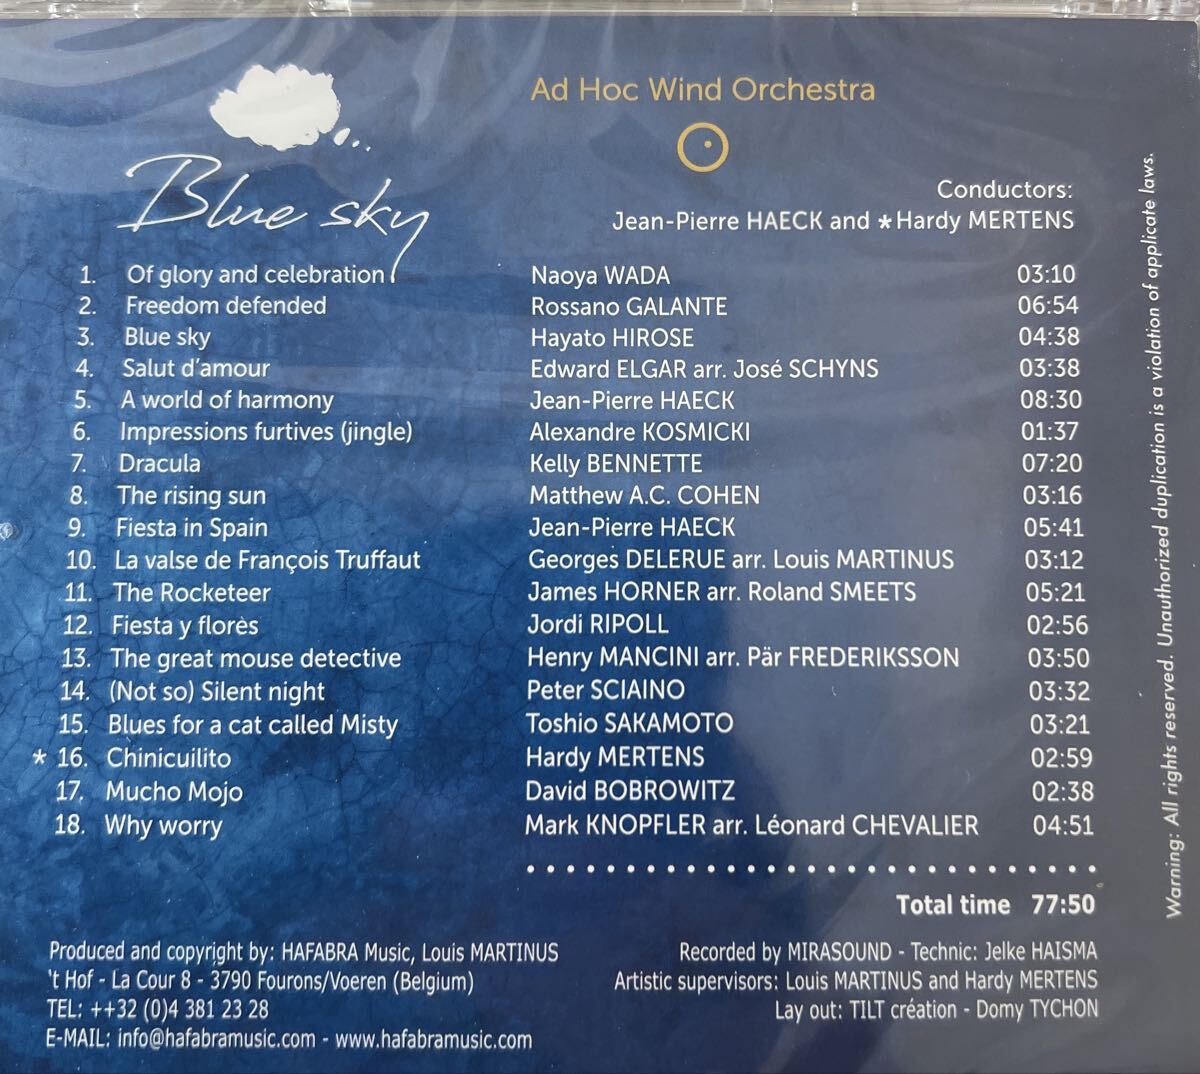 Ad Hoc Wind Orchestra
Blue sky
Conductors:
Jean-Pierre HAECK and *Hardy MERTENS
1. Of glory and celebration Naoya WADA 03:10
2. Freedom defended Rossano GALANTE 06:54
3. Blue sky Hayato HIROSE 04:38
4. Salut d'amour Edward ELGAR arr. José SCHYNS 03:38
5. A world of harmony Jean-Pierre HAECK 08:30
6. Impressions furtives (jingle) Alexandre KOSMICKI 01:37
7. Dracula Kelly BENNETTE 07:20
8. The rising sun Matthew A.C. COHEN 03:16
9. Fiesta in Spain Jean-Pierre HAECK 05:41
10. La valse de François Truffaut Georges DELERUE arr. Louis MARTINUS 03:12
11. The Rocketeer James HORNER arr. Roland SMEETS 05:21
12. Fiesta y florès Jordi RIPOLL 02:56
13. The great mouse detective Henry MANCINI arr. Pär FREDERIKSSON 03:50
14. (Not so) Silent night Peter SCIAINO 03:32
15. Blues for a cat called Misty Toshio SAKAMOTO 03:21
* 16. Chinicuilito Hardy MERTENS 02:59
17. Mucho Mojo David BOBROWITZ 02:38
18. Why worry Mark KNOPFLER arr. Léonard CHEVALIER 04:51
Total time 77:50
Produced and copyright by: HAFABRA Music, Louis MARTINUS
't Hof - La Cour 8 - 3790 Fourons/Voeren (Belgium)
TEL: ++32 (0)4 381 23 28
E-MAIL: info@hafabramusic.com - www.hafabramusic.com
Recorded by MIRASOUND - Technic: Jelke HAISMA
Artistic supervisors: Louis MARTINUS and Hardy MERTENS
Lay out: TILT création - Domy TYCHON
Warning: All rights reserved. Unauthorized duplication is a violation of applicate laws.